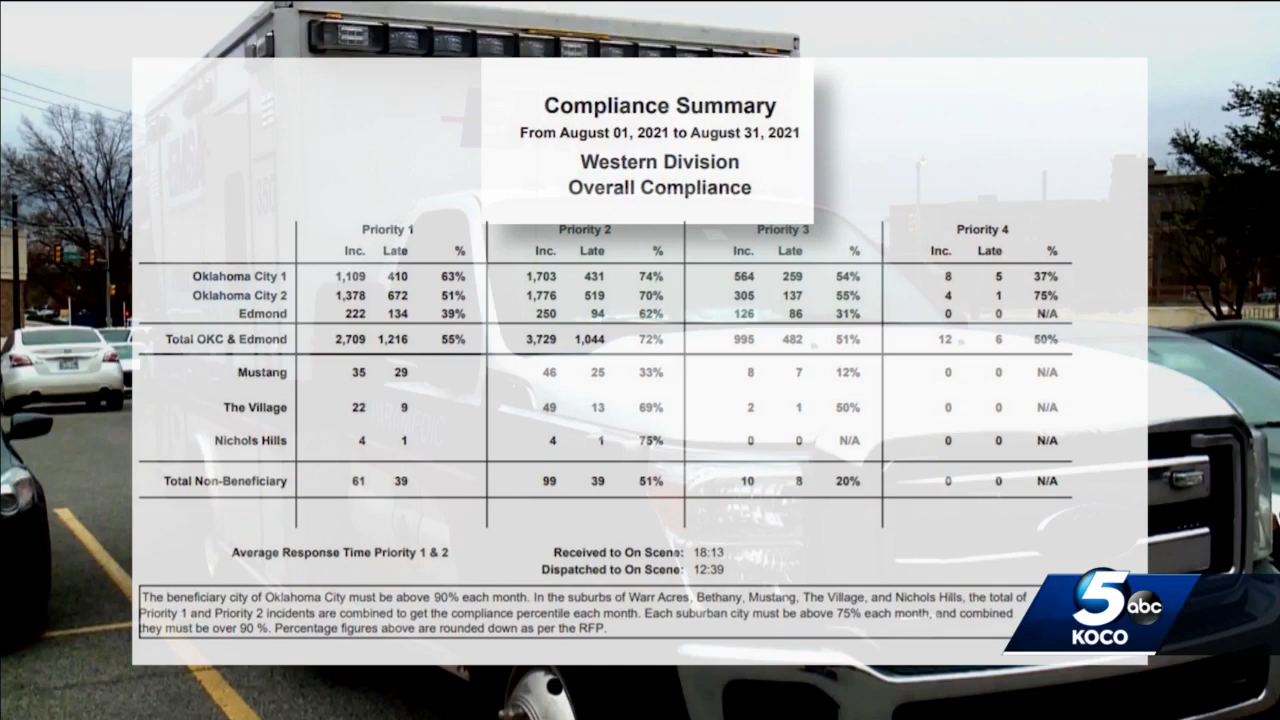 Compliance Summary
From August 01, 2021 to August 31, 2021
Western Division
Overall Compliance
Priority 1 Priority 2 Priority 3 Priority 4
Inc. Late % Inc. Late % Inc. Late % Inc. Late %
Oklahoma City 1 1,109 410 63% 1,703 431 74% 564 259 54% 8 5 37%
Oklahoma City 2 1,378 672 51% 1,776 519 70% 305 137 55% 4 1 75%
Edmond 222 134 39% 250 94 62% 126 86 31% 0 0 N/A
Total OKC & Edmond 2,709 1,216 55% 3,729 1,044 72% 995 482 51% 12 6 50%
Mustang 35 29 46 25 33% 8 7 12% 0 0 N/A
The Village 22 9 49 13 69% 2 1 50% 0 0 N/A
Nichols Hills 4 1 4 1 75% 0 0 N/A 0 0 N/A
Total Non-Beneficiary 61 39 99 39 51% 10 8 20% 0 0 N/A
Average Response Time Priority 1 & 2 Received to On Scene: 18:13
Dispatched to On Scene: 12:39
The beneficiary city of Oklahoma City must be above 90% each month. In the suburbs of Warr Acres, Bethany, Mustang, The Village, and Nichols Hills, the total of
Priority 1 and Priority 2 incidents are combined to get the compliance percentile each month. Each suburban city must be above 75% each month, and combined
they must be over 90 %. Percentage figures above are rounded down as per the RFP.
5 abc
KOCO